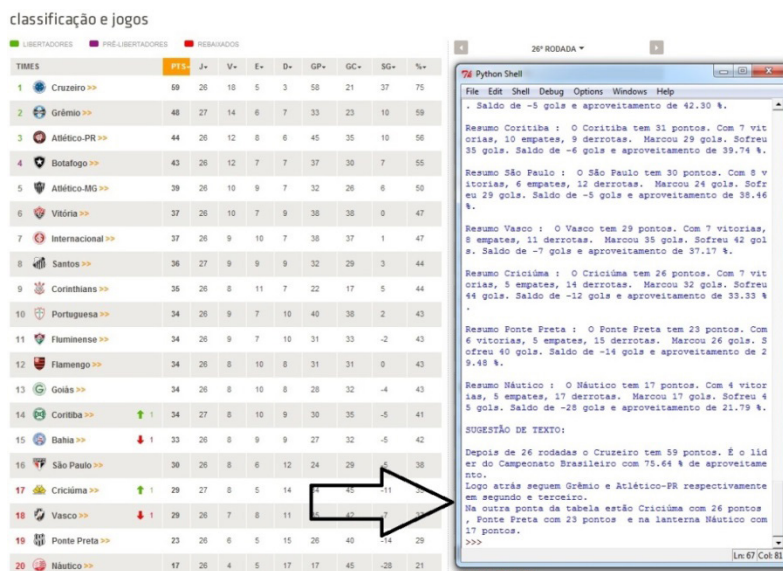 classificação e jogos
LIBERTADORES PRÉ-LIBERTADORES REBAIXADOS
TIMES PTS J V E D GP GC SG %
1 Cruzeiro >> 59 26 18 5 3 58 21 37 75
2 Grêmio >> 48 27 14 6 7 33 23 10 59
3 Atlético-PR >> 44 26 12 8 6 45 35 10 56
4 Botafogo >> 43 26 12 7 7 37 30 7 55
5 Atlético-MG >> 39 26 10 9 7 32 26 6 50
6 Vitória >> 37 26 10 7 9 38 38 0 47
7 Internacional >> 37 26 9 10 7 38 37 1 47
8 Santos >> 36 27 9 9 9 32 29 3 44
9 Corinthians >> 35 26 8 11 7 22 17 5 44
10 Portuguesa >> 34 26 9 7 10 40 38 2 43
11 Fluminense >> 34 26 9 7 10 31 33 -2 43
12 Flamengo >> 34 26 8 10 8 31 31 0 43
13 Goiás >> 34 26 8 10 8 28 32 -4 43
14 Coritiba >> 1 34 27 8 10 9 30 35 -5 41
15 Bahia >> 1 33 26 8 9 9 27 32 -5 42
16 São Paulo >> 30 26 8 6 12 24 29 -5 38
17 Criciúma >> 1 29 27 8 5 14 45 -11
18 Vasco >> 1 29 26 7 8 11 42 -7
19 Ponte Preta >> 23 26 6 5 15 26 40 -14 29
20 Náutico >> 17 26 4 5 17 17 45 -28 21
26ª RODADA
Python Shell
File Edit Shell Debug Options Windows Help
. Saldo de -5 gols e aproveitamento de 42.30 %.
Resumo Coritiba : O Coritiba tem 31 pontos. Com 7 vit
orias, 10 empates, 9 derrotas. Marcou 29 gols. Sofreu
35 gols. Saldo de -6 gols e aproveitamento de 39.74 %.
Resumo São Paulo : O São Paulo tem 30 pontos. Com 8 v
itorias, 6 empates, 12 derrotas. Marcou 24 gols. Sofr
eu 29 gols. Saldo de -5 gols e aproveitamento de 38.46
%.
Resumo Vasco : O Vasco tem 29 pontos. Com 7 vitorias,
8 empates, 11 derrotas. Marcou 35 gols. Sofreu 42 gol
s. Saldo de -7 gols e aproveitamento de 37.17 %.
Resumo Criciúma : O Criciúma tem 26 pontos. Com 7 vit
orias, 5 empates, 14 derrotas. Marcou 32 gols. Sofreu
44 gols. Saldo de -12 gols e aproveitamento de 33.33 %
.
Resumo Ponte Preta : O Ponte Preta tem 23 pontos. Com
6 vitorias, 5 empates, 15 derrotas. Marcou 26 gols. S
ofreu 40 gols. Saldo de -14 gols e aproveitamento de 2
9.48 %.
Resumo Náutico : O Náutico tem 17 pontos. Com 4 vitor
ias, 5 empates, 17 derrotas. Marcou 17 gols. Sofreu 4
5 gols. Saldo de -28 gols e aproveitamento de 21.79 %.
SUGESTÃO DE TEXTO:
Depois de 26 rodadas o Cruzeiro tem 59 pontos. É o lid
er do Campeonato Brasileiro com 75.64 % de aproveitame
nto.
Logo atrás seguem Grêmio e Atlético-PR respectivamente
em segundo e terceiro.
Na outra ponta da tabela estão Criciúma com 26 pontos
, Ponte Preta com 23 pontos e na lanterna Náutico com
17 pontos.
>>>
Ln: 67 Col: 81